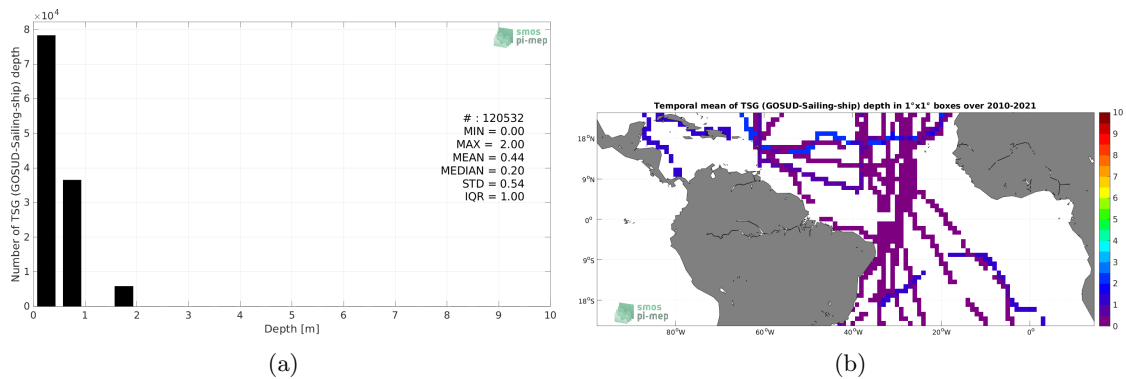 ×10⁴
8
7
6
5
4
3
2
1
0
Number of TSG (GOSUD-Sailing-ship) depth
smos
pi-mep
# : 120532
MIN = 0.00
MAX = 2.00
MEAN = 0.44
MEDIAN = 0.20
STD = 0.54
IQR = 1.00
0 1 2 3 4 5 6 7 8 9 10
Depth [m]
(a)
Temporal mean of TSG (GOSUD-Sailing-ship) depth in 1°x1° boxes over 2010-2021
18°N
9°N
0°
9°S
18°S
80°W 60°W 40°W 20°W 0°
smos
pi-mep
10
9
8
7
6
5
4
3
2
1
0
(b)